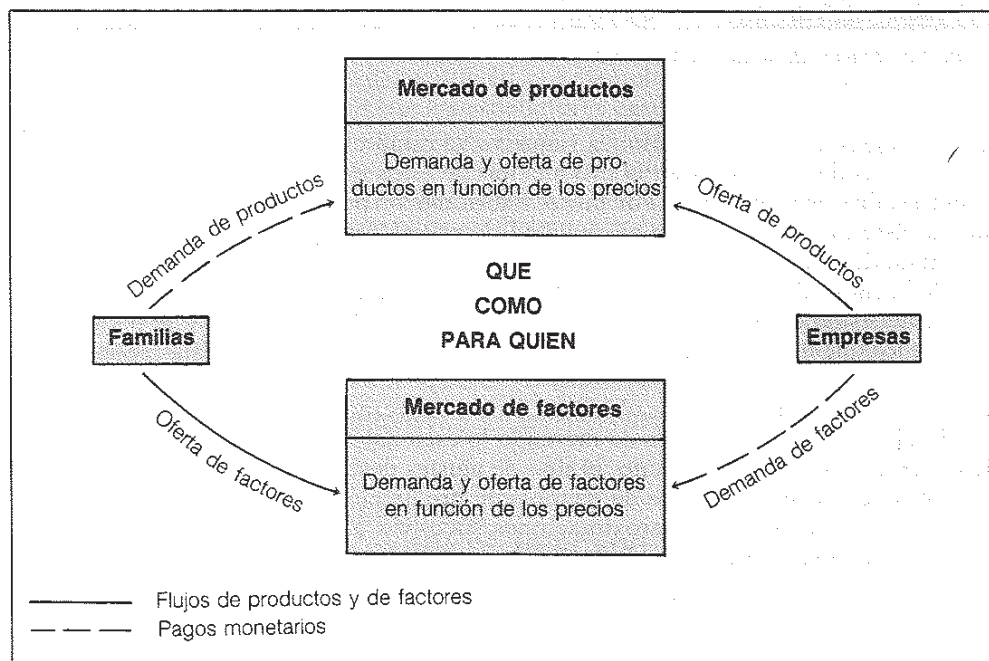 Mercado de productos
Demanda y oferta de pro-
ductos en función de los precios
Demanda de productos
Oferta de productos
QUE
COMO
PARA QUIEN
Familias
Empresas
Mercado de factores
Demanda y oferta de factores
en función de los precios
Oferta de factores
Demanda de factores
Flujos de productos y de factores
Pagos monetarios